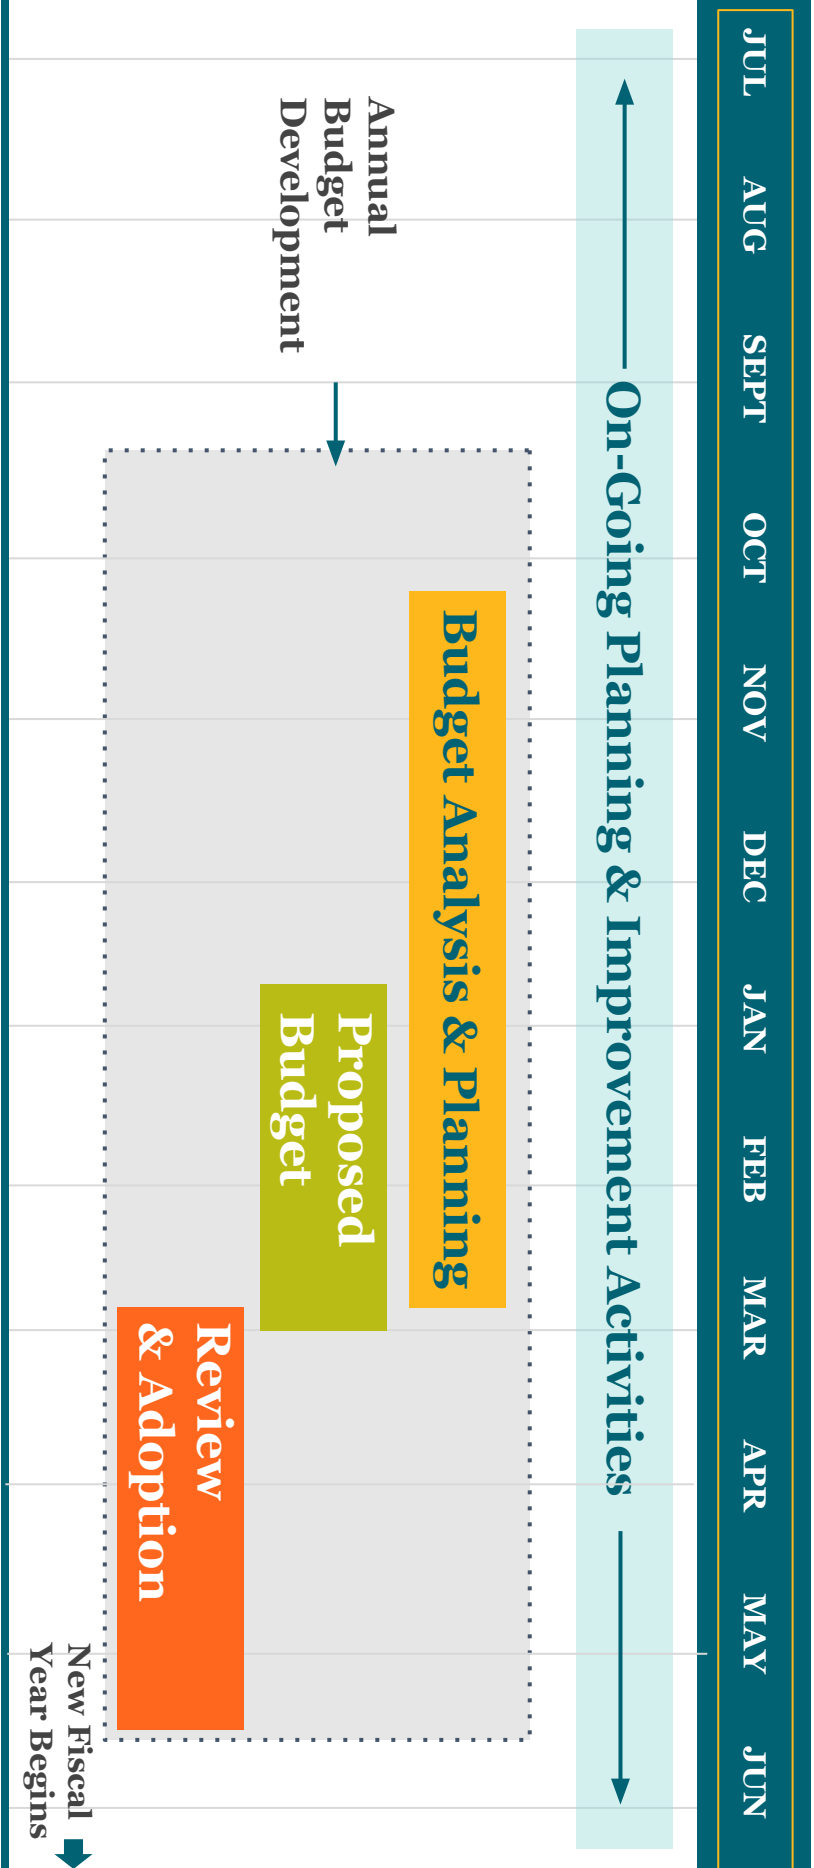 JUL AUG SEPT OCT NOV DEC JAN FEB MAR APR MAY JUN
On-Going Planning & Improvement Activities
Annual
Budget
Development
Budget Analysis & Planning
Proposed
Budget
Review
& Adoption
New Fiscal
Year Begins